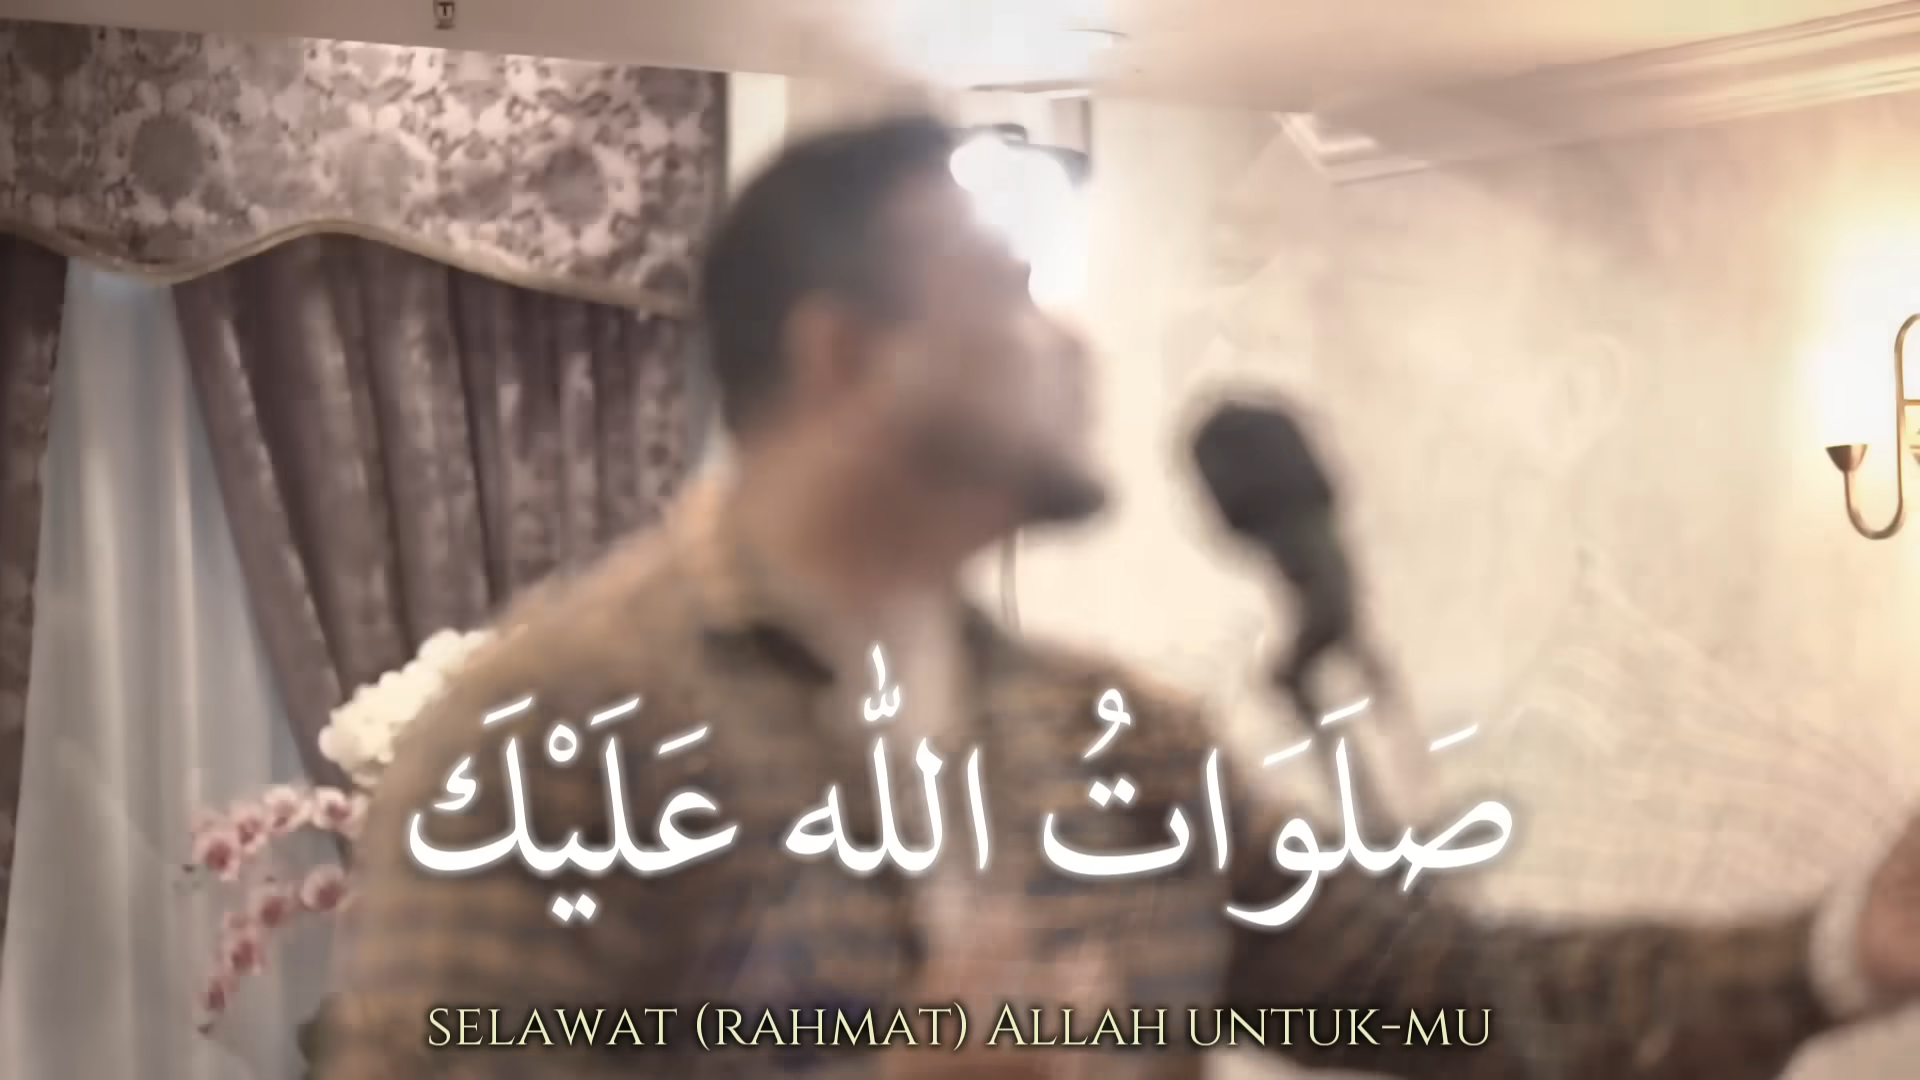 صَلَوَاتُ اللّٰه عَلَيْكَ
SELAWAT (RAHMAT) ALLAH UNTUK-MU